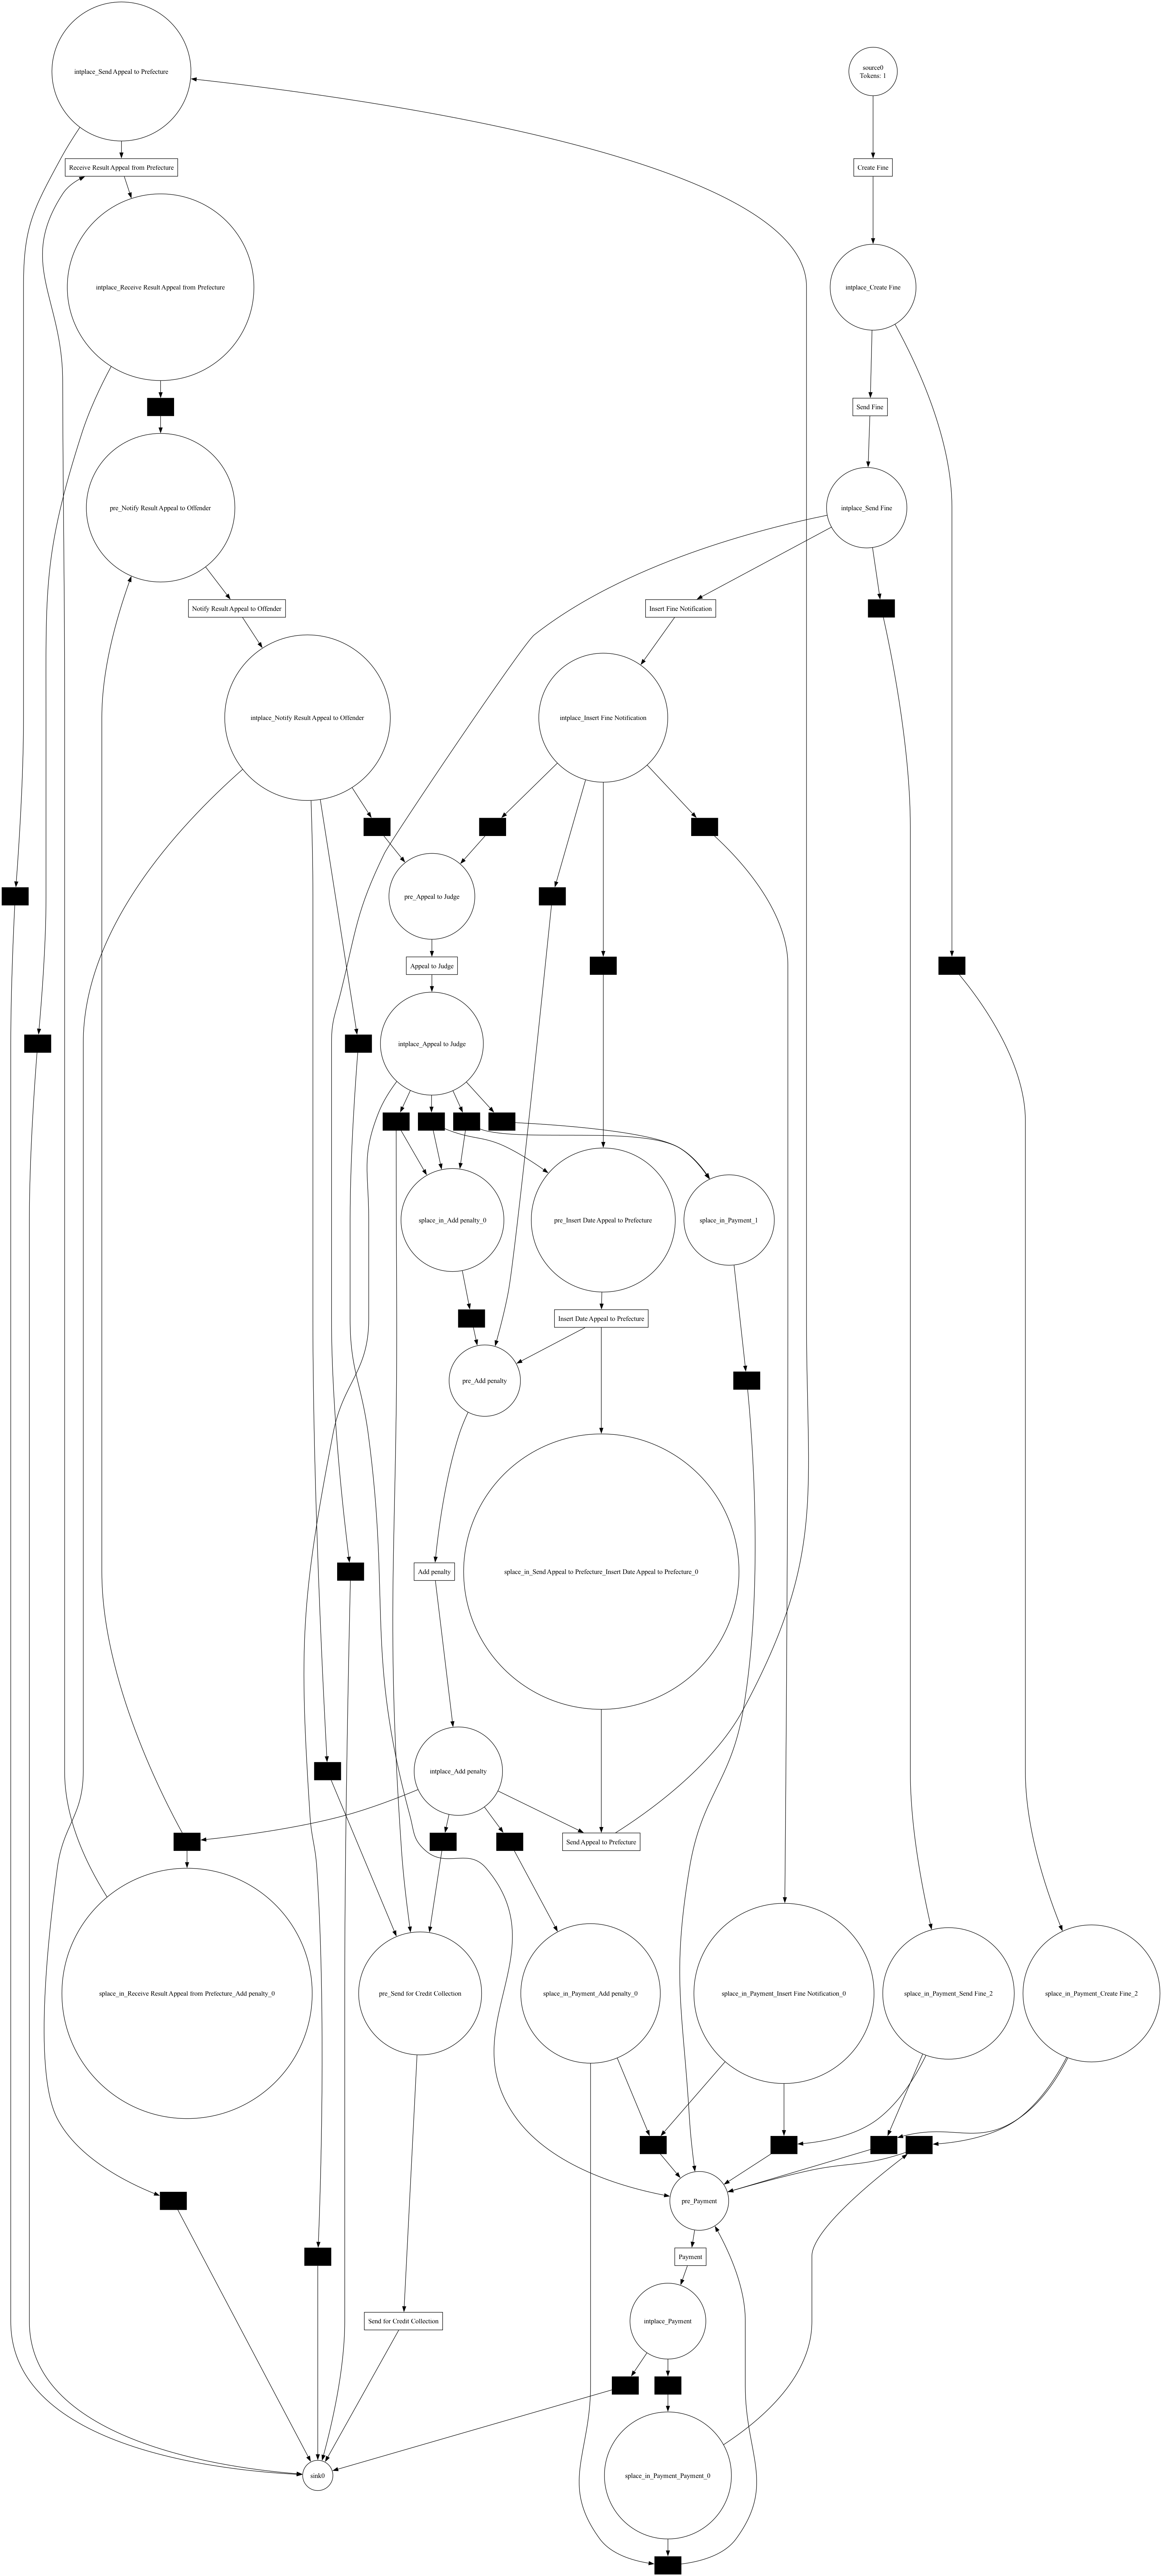 intplace_Send Appeal to Prefecture
source0
Tokens: 1
Receive Result Appeal from Prefecture
Create Fine
intplace_Receive Result Appeal from Prefecture
intplace_Create Fine
Send Fine
pre_Notify Result Appeal to Offender
intplace_Send Fine
Notify Result Appeal to Offender
Insert Fine Notification
intplace_Notify Result Appeal to Offender
intplace_Insert Fine Notification
pre_Appeal to Judge
Appeal to Judge
intplace_Appeal to Judge
splace_in_Add penalty_0
pre_Insert Date Appeal to Prefecture
splace_in_Payment_1
Insert Date Appeal to Prefecture
pre_Add penalty
Add penalty
splace_in_Send Appeal to Prefecture_Insert Date Appeal to Prefecture_0
intplace_Add penalty
Send Appeal to Prefecture
splace_in_Receive Result Appeal from Prefecture_Add penalty_0
pre_Send for Credit Collection
splace_in_Payment_Add penalty_0
splace_in_Payment_Insert Fine Notification_0
splace_in_Payment_Send Fine_2
splace_in_Payment_Create Fine_2
pre_Payment
Payment
Send for Credit Collection
intplace_Payment
sink0
splace_in_Payment_Payment_0